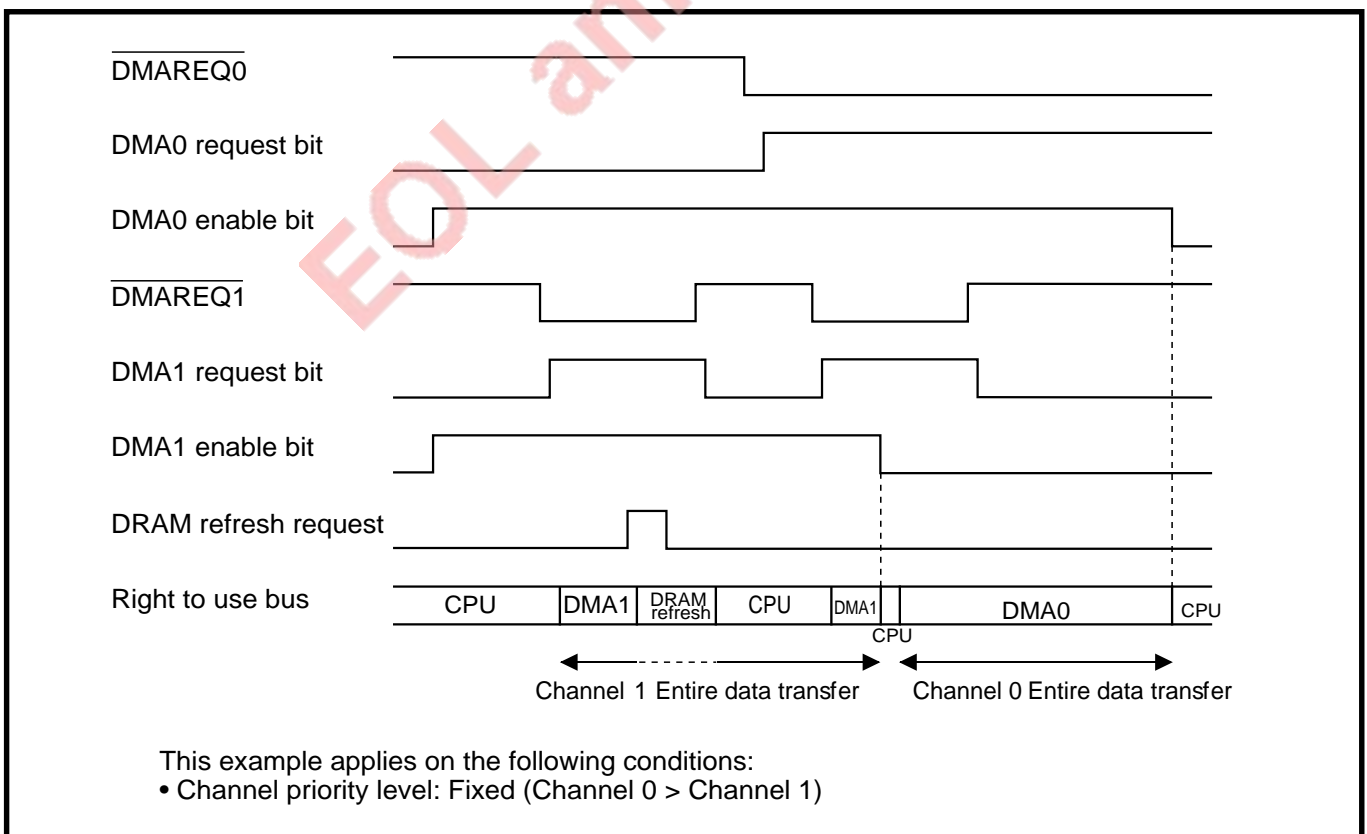 EOL an
DMAREQ0
DMA0 request bit
DMA0 enable bit
DMAREQ1
DMA1 request bit
DMA1 enable bit
DRAM refresh request
Right to use bus CPU DMA1 DRAM refresh CPU DMA1 CPU DMA0 CPU
Channel 1 Entire data transfer Channel 0 Entire data transfer
This example applies on the following conditions:
• Channel priority level: Fixed (Channel 0 > Channel 1)